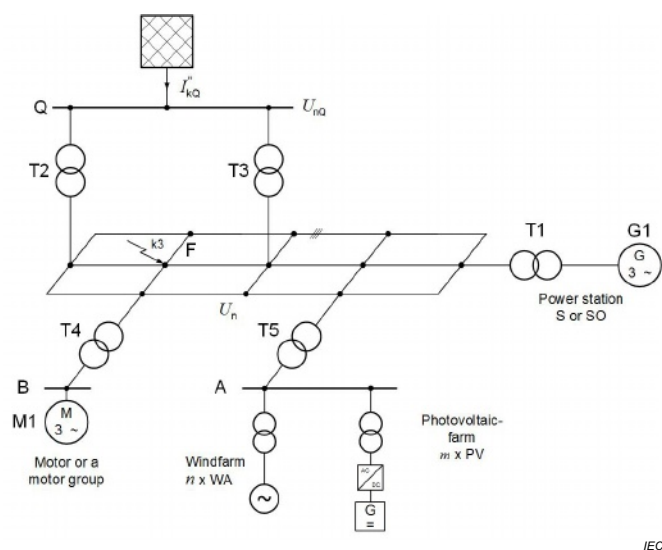 I"kQ
Q
UnQ
T2
T3
k3
F
T1
G1
G
3 ~
Power station
S or SO
Un
T4
T5
B
A
M1
M
3 ~
Motor or a
motor group
Windfarm
n x WA
~
Photovoltaic-
farm
m x PV
AC
DC
G
=
IEC